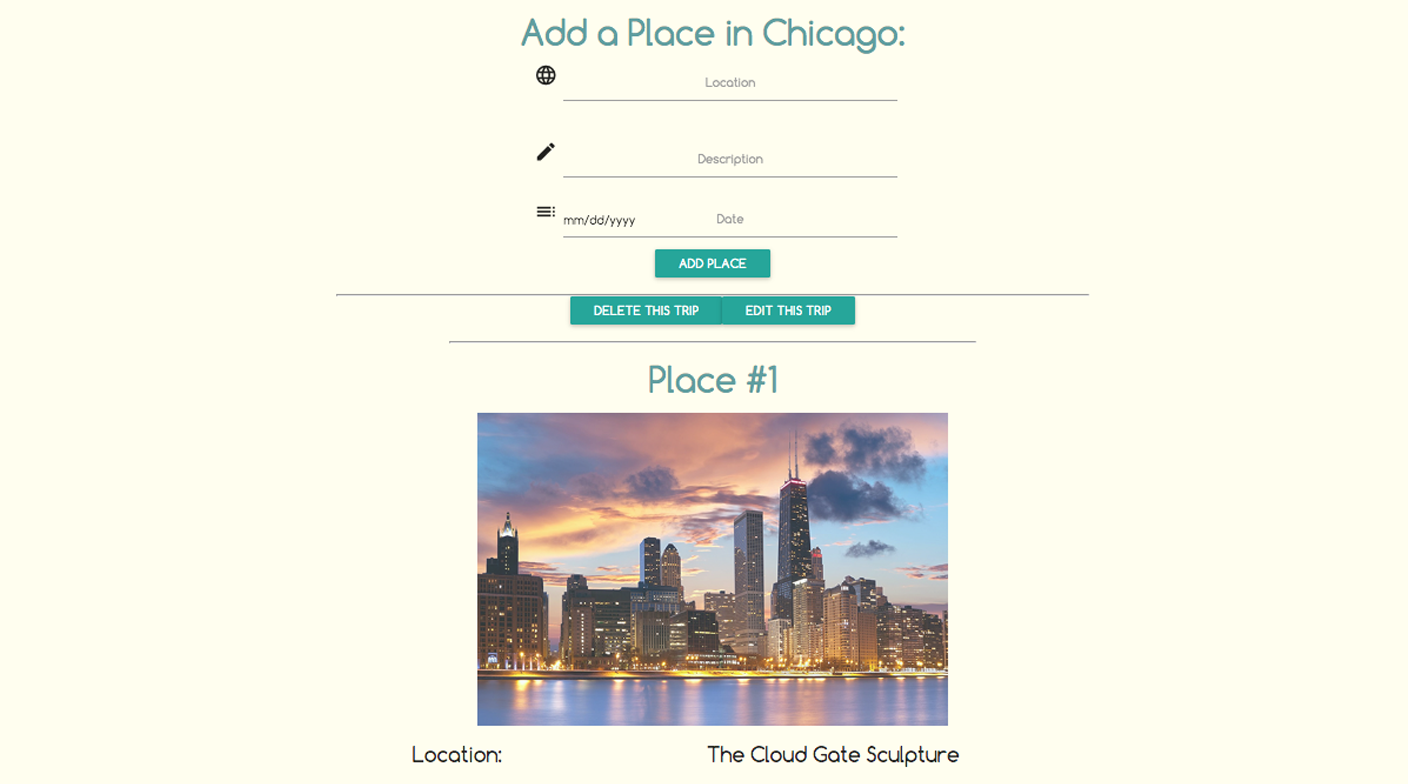 Add a Place in Chicago:
Location
Description
mm/dd/yyyy Date
ADD PLACE
DELETE THIS TRIP EDIT THIS TRIP
Place #1
Location: The Cloud Gate Sculpture